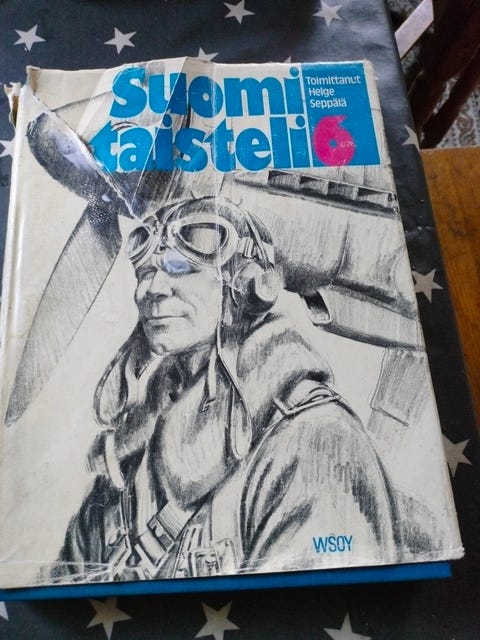 Suomi
taisteli 6
Toimittanut
Helge
Seppälä
WSOY